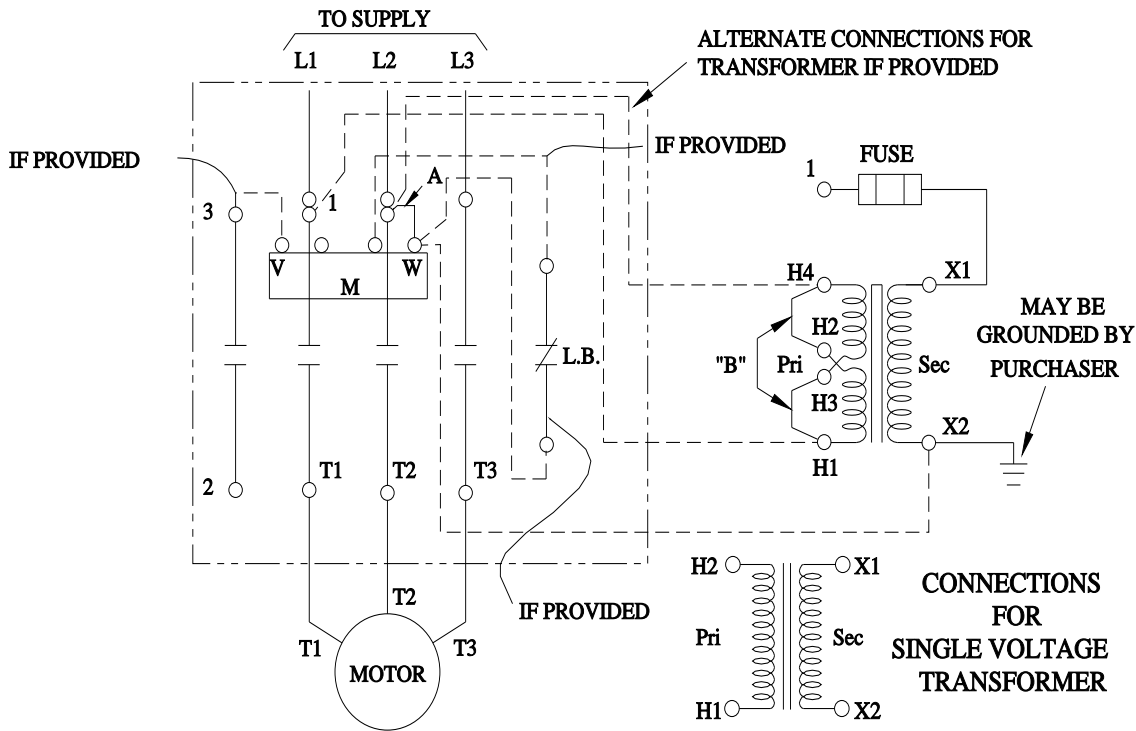 TO SUPPLY
L1 L2 L3
ALTERNATE CONNECTIONS FOR
TRANSFORMER IF PROVIDED
IF PROVIDED
IF PROVIDED
A
1
FUSE
3
1
V
W
M
H4
X1
MAY BE
GROUNDED BY
PURCHASER
H2
"B"
Pri
Sec
L.B.
H3
X2
H1
2
T1
T2
T3
IF PROVIDED
T2
T1
T3
MOTOR
H2
X1
Pri
Sec
H1
X2
CONNECTIONS
FOR
SINGLE VOLTAGE
TRANSFORMER